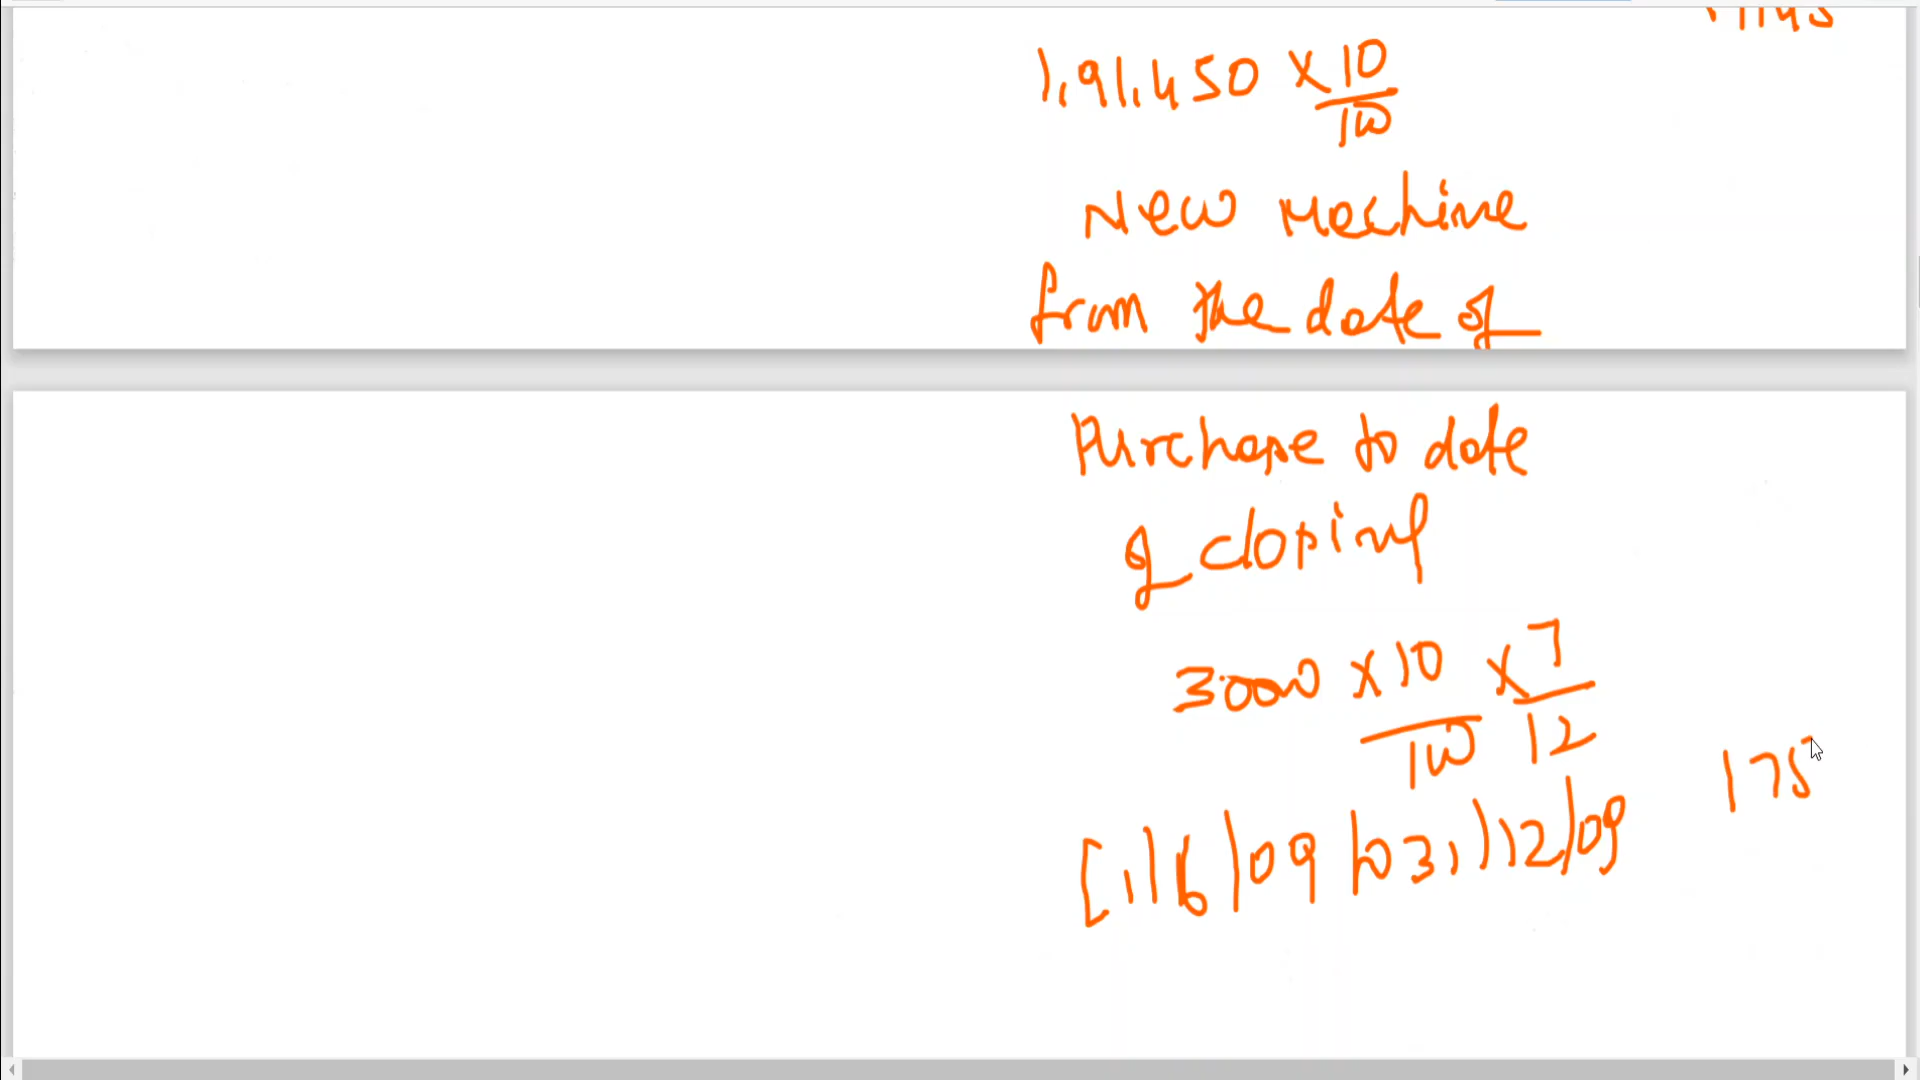 1,91,450 × 10/100
New Machine
from the date of
Purchase to date
of closing
30000 × 10/100 × 7/12
[1/6/09 to 31/12/09
175